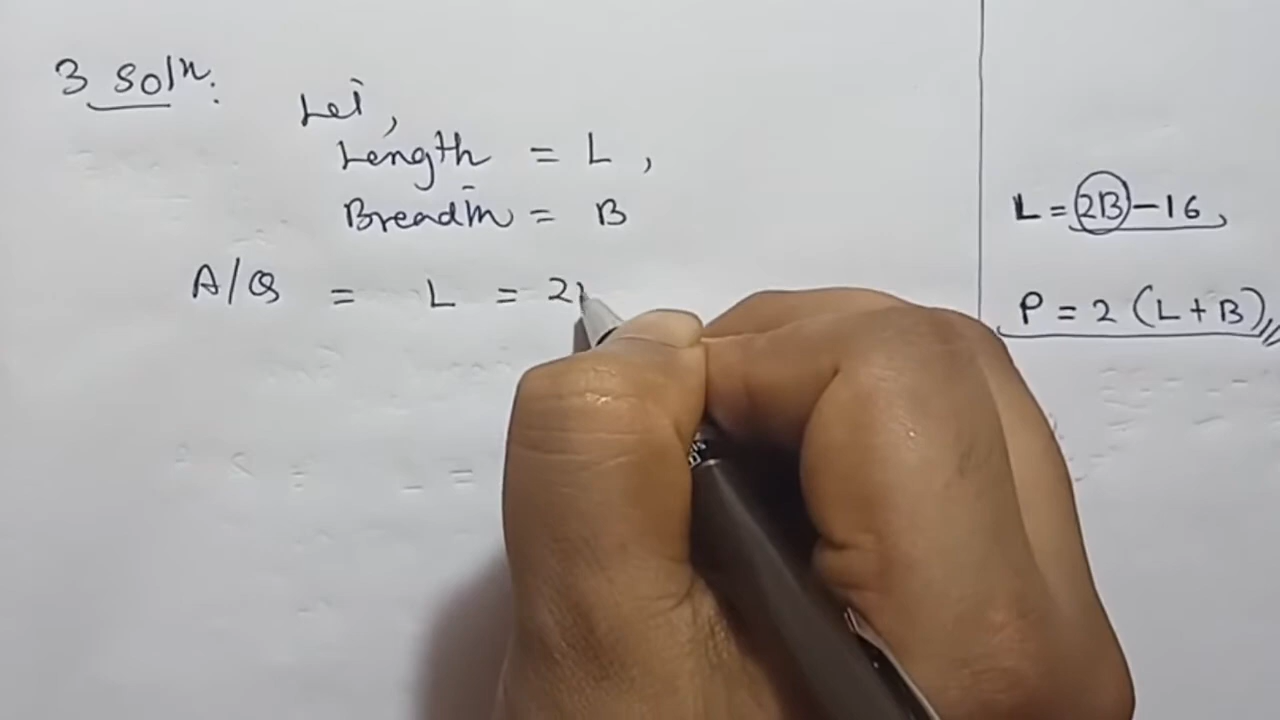 3 Soln.
Let,
Length = L,
Breadth = B
A/Q = L = 2
L = 2B - 16,
P = 2 (L + B),